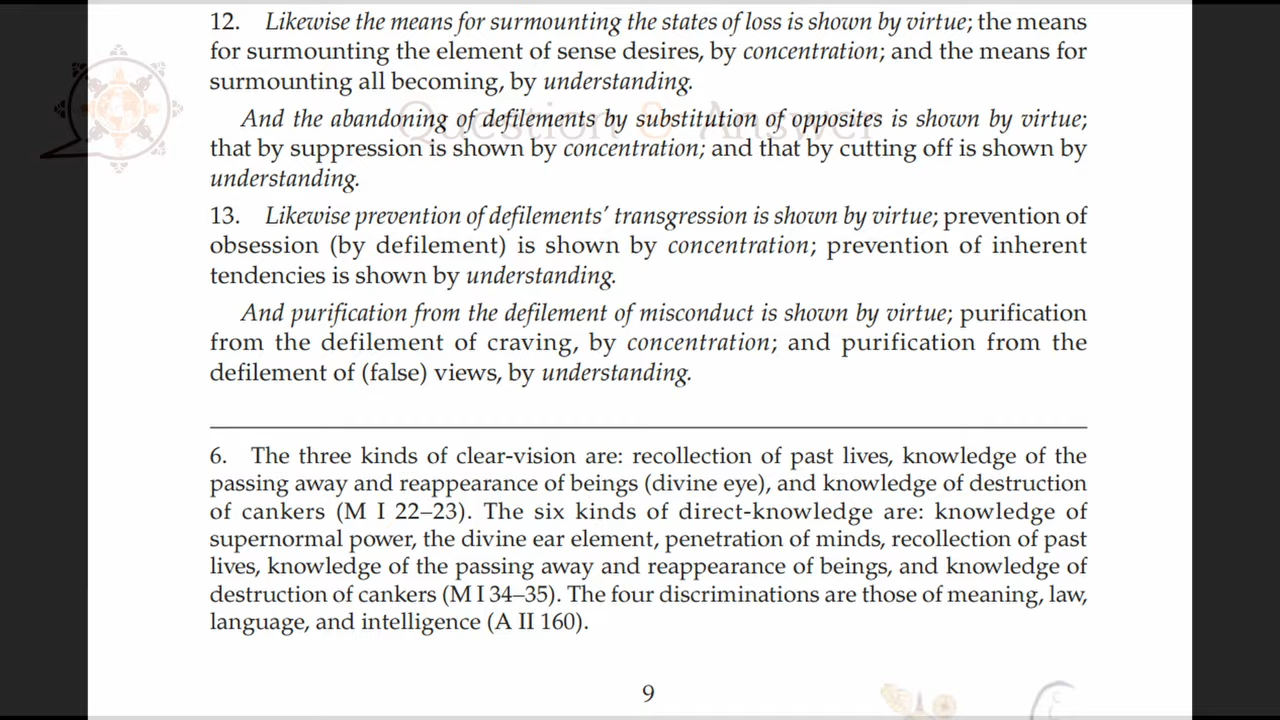 12. Likewise the means for surmounting the states of loss is shown by virtue; the means
for surmounting the element of sense desires, by concentration; and the means for
surmounting all becoming, by understanding.
Question & Answer
And the abandoning of defilements by substitution of opposites is shown by virtue;
that by suppression is shown by concentration; and that by cutting off is shown by
understanding.
13. Likewise prevention of defilements’ transgression is shown by virtue; prevention of
obsession (by defilement) is shown by concentration; prevention of inherent
tendencies is shown by understanding.
And purification from the defilement of misconduct is shown by virtue; purification
from the defilement of craving, by concentration; and purification from the
defilement of (false) views, by understanding.
6. The three kinds of clear-vision are: recollection of past lives, knowledge of the
passing away and reappearance of beings (divine eye), and knowledge of destruction
of cankers (M I 22–23). The six kinds of direct-knowledge are: knowledge of
supernormal power, the divine ear element, penetration of minds, recollection of past
lives, knowledge of the passing away and reappearance of beings, and knowledge of
destruction of cankers (M I 34–35). The four discriminations are those of meaning, law,
language, and intelligence (A II 160).
9